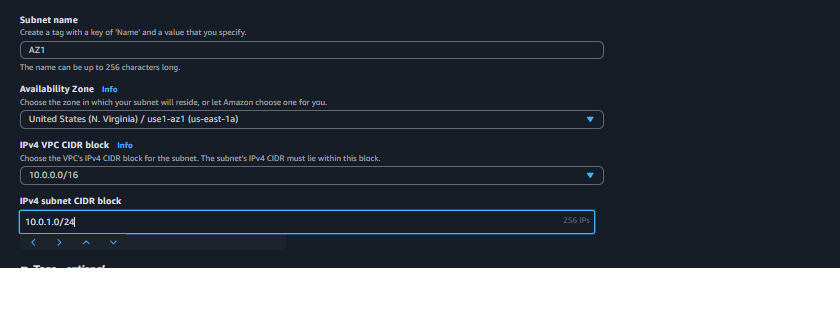 Subnet name
Create a tag with a key of 'Name' and a value that you specify.
AZ1
The name can be up to 256 characters long.
Availability Zone Info
Choose the zone in which your subnet will reside, or let Amazon choose one for you.
United States (N. Virginia) / use1-az1 (us-east-1a)
IPv4 VPC CIDR block Info
Choose the VPC's IPv4 CIDR block for the subnet. The subnet's IPv4 CIDR must lie within this block.
10.0.0.0/16
IPv4 subnet CIDR block
10.0.1.0/24 256 IPs
Tags - optional